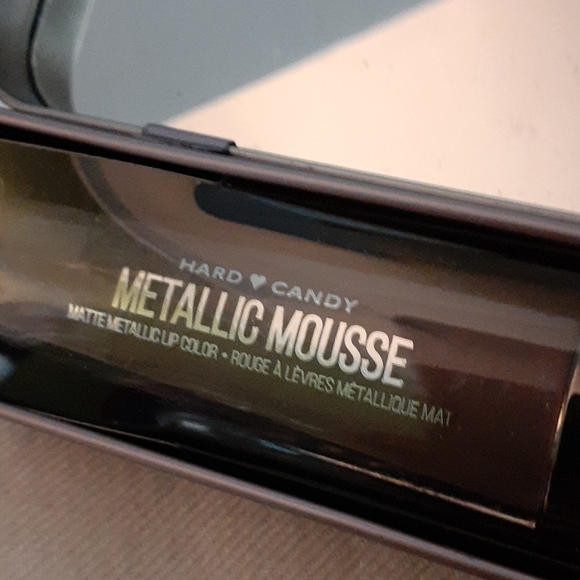 HARD ♥ CANDY
METALLIC MOUSSE
MATTE METALLIC LIP COLOR • ROUGE À LÈVRES MÉTALLIQUE MAT